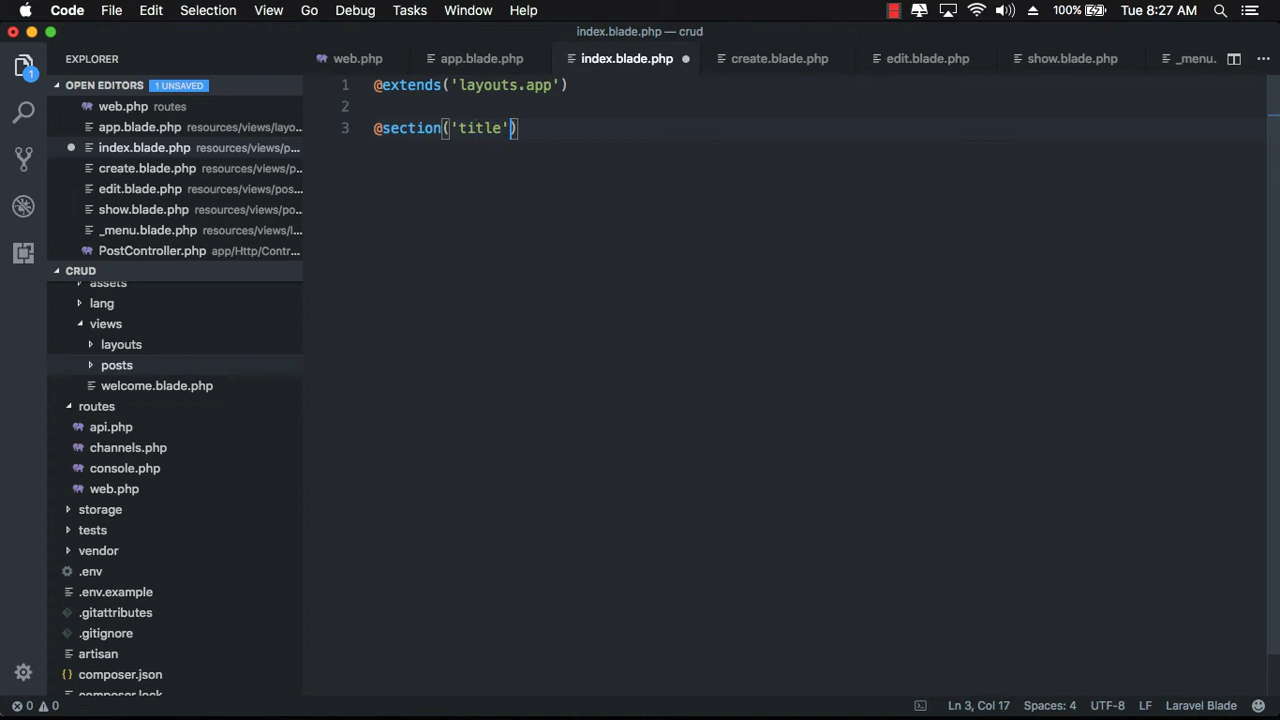 Code File Edit Selection View Go Debug Tasks Window Help 100% Tue 8:27 AM
index.blade.php — crud
EXPLORER
web.php app.blade.php index.blade.php create.blade.php edit.blade.php show.blade.php _menu.
OPEN EDITORS 1 UNSAVED
web.php routes
app.blade.php resources/views/layo...
index.blade.php resources/views/p...
create.blade.php resources/views/p...
edit.blade.php resources/views/pos...
show.blade.php resources/views/po...
_menu.blade.php resources/views/l...
PostController.php app/Http/Contr...
CRUD
assets
lang
views
layouts
posts
welcome.blade.php
routes
api.php
channels.php
console.php
web.php
storage
tests
vendor
.env
.env.example
.gitattributes
.gitignore
artisan
composer.json
composer.lock
1 @extends('layouts.app')
2
3 @section('title')
1
0 0 Ln 3, Col 17 Spaces: 4 UTF-8 LF Laravel Blade